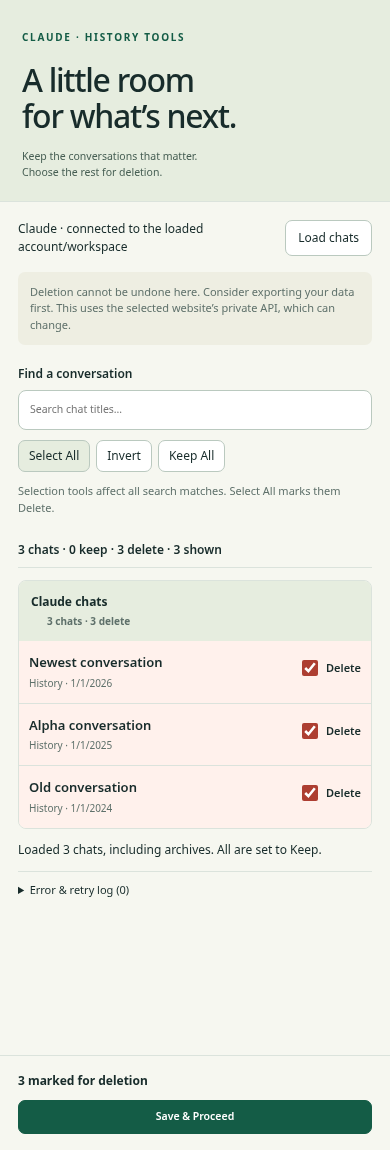 CLAUDE · HISTORY TOOLS
A little room
for what’s next.
Keep the conversations that matter.
Choose the rest for deletion.
Claude · connected to the loaded
account/workspace
Load chats
Deletion cannot be undone here. Consider exporting your data
first. This uses the selected website’s private API, which can
change.
Find a conversation
Search chat titles…
Select All
Invert
Keep All
Selection tools affect all search matches. Select All marks them
Delete.
3 chats · 0 keep · 3 delete · 3 shown
Claude chats
3 chats · 3 delete
Newest conversation
Delete
History · 1/1/2026
Alpha conversation
Delete
History · 1/1/2025
Old conversation
Delete
History · 1/1/2024
Loaded 3 chats, including archives. All are set to Keep.
Error & retry log (0)
3 marked for deletion
Save & Proceed